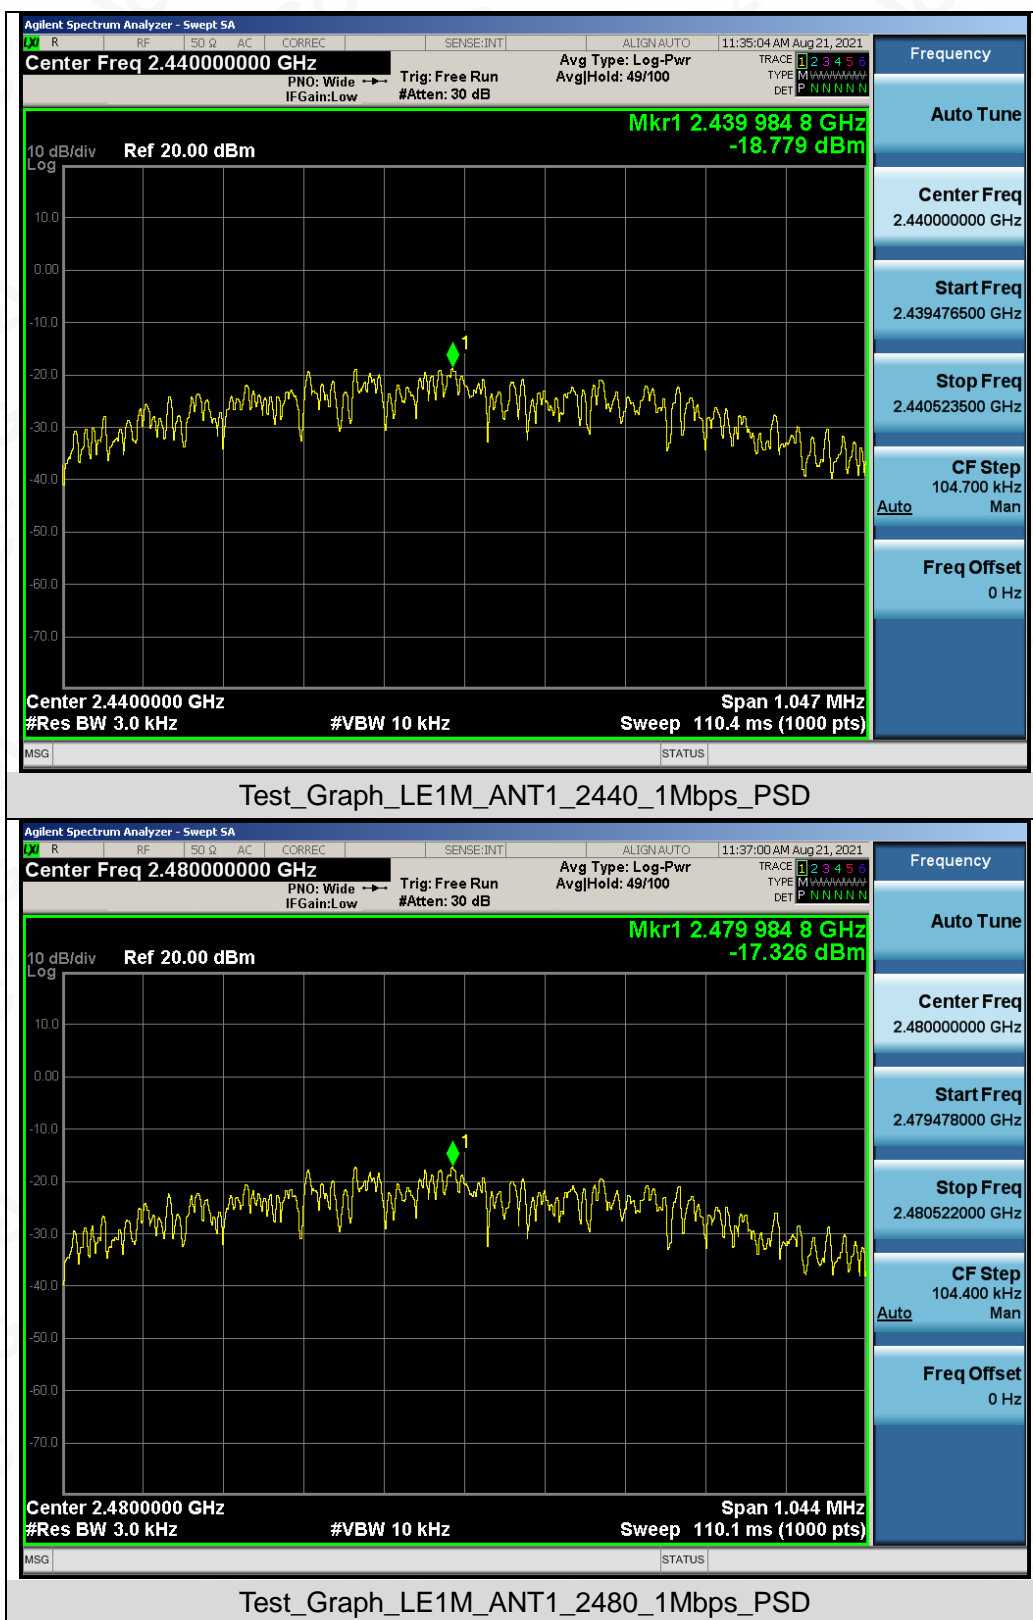 Agilent Spectrum Analyzer - Swept SA
LXI R RF 50 Ω AC CORREC SENSE:INT ALIGN AUTO 11:35:04 AM Aug 21, 2021
Center Freq 2.440000000 GHz Avg Type: Log-Pwr TRACE 1 2 3 4 5 6
PNO: Wide Trig: Free Run Avg|Hold: 49/100 TYPE M WWWWW
IFGain:Low #Atten: 30 dB DET P N N N N N
Mkr1 2.439 984 8 GHz
10 dB/div Ref 20.00 dBm -18.779 dBm
Log
10.0
0.00
-10.0
1
-20.0
-30.0
-40.0
-50.0
-60.0
-70.0
Center 2.4400000 GHz Span 1.047 MHz
#Res BW 3.0 kHz #VBW 10 kHz Sweep 110.4 ms (1000 pts)
MSG STATUS
Frequency
Auto Tune
Center Freq
2.440000000 GHz
Start Freq
2.439476500 GHz
Stop Freq
2.440523500 GHz
CF Step
104.700 kHz
Auto Man
Freq Offset
0 Hz
Test_Graph_LE1M_ANT1_2440_1Mbps_PSD
Agilent Spectrum Analyzer - Swept SA
LXI R RF 50 Ω AC CORREC SENSE:INT ALIGN AUTO 11:37:00 AM Aug 21, 2021
Center Freq 2.480000000 GHz Avg Type: Log-Pwr TRACE 1 2 3 4 5 6
PNO: Wide Trig: Free Run Avg|Hold: 49/100 TYPE M WWWWW
IFGain:Low #Atten: 30 dB DET P N N N N N
Mkr1 2.479 984 8 GHz
10 dB/div Ref 20.00 dBm -17.326 dBm
Log
10.0
0.00
-10.0
1
-20.0
-30.0
-40.0
-50.0
-60.0
-70.0
Center 2.4800000 GHz Span 1.044 MHz
#Res BW 3.0 kHz #VBW 10 kHz Sweep 110.1 ms (1000 pts)
MSG STATUS
Frequency
Auto Tune
Center Freq
2.480000000 GHz
Start Freq
2.479478000 GHz
Stop Freq
2.480522000 GHz
CF Step
104.400 kHz
Auto Man
Freq Offset
0 Hz
Test_Graph_LE1M_ANT1_2480_1Mbps_PSD